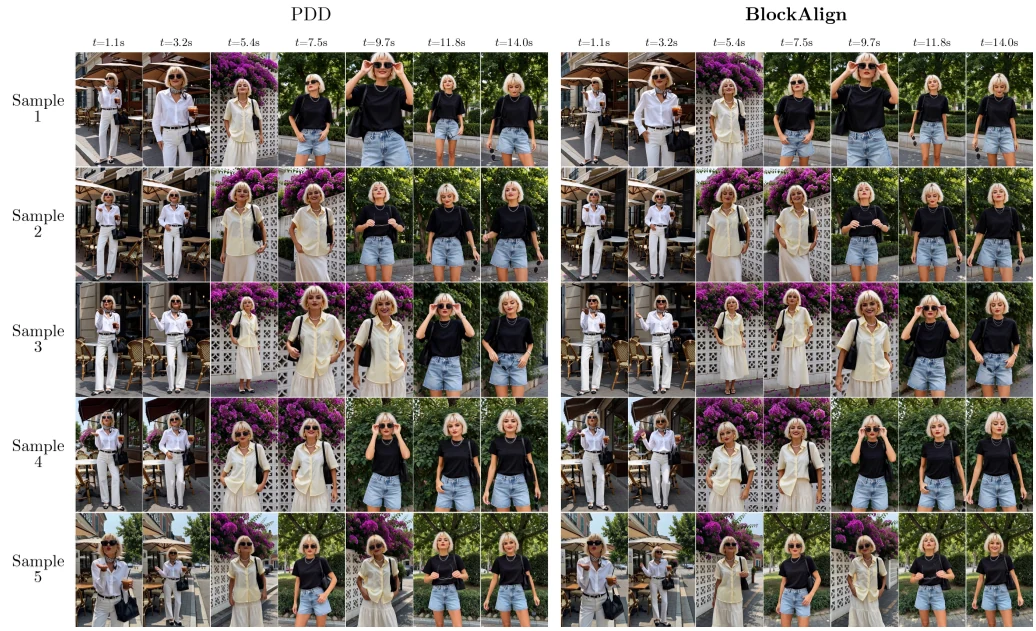 PDD
BlockAlign
t=1.1s t=3.2s t=5.4s t=7.5s t=9.7s t=11.8s t=14.0s
t=1.1s t=3.2s t=5.4s t=7.5s t=9.7s t=11.8s t=14.0s
Sample
1
Sample
2
Sample
3
Sample
4
Sample
5